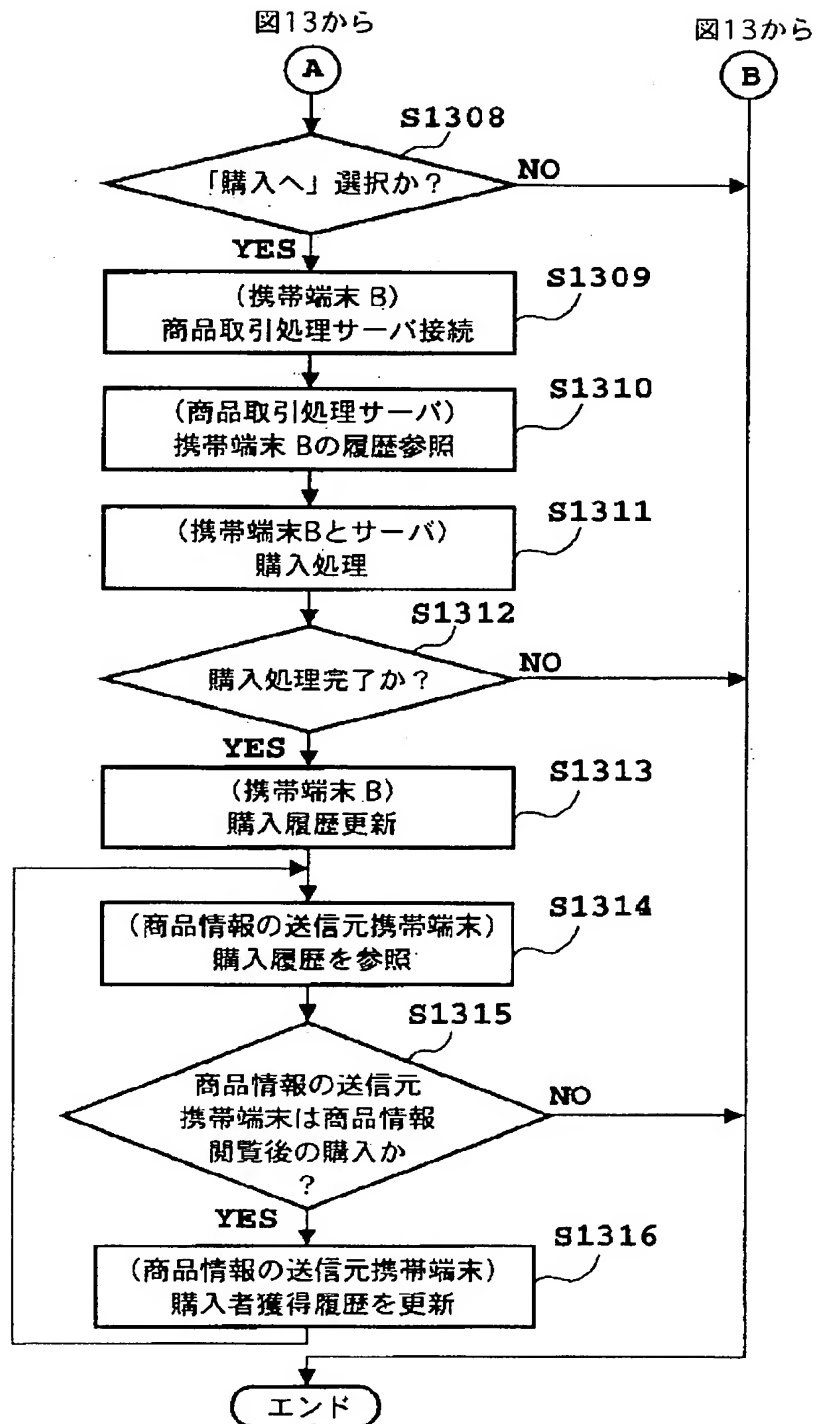 図13から
図13から
A
B
S1308
「購入へ」選択か？
NO
YES
S1309
(携帯端末 B)
商品取引処理サーバ接続
S1310
(商品取引処理サーバ)
携帯端末 Bの履歴参照
S1311
(携帯端末Bとサーバ)
購入処理
S1312
購入処理完了か？
NO
YES
S1313
(携帯端末 B)
購入履歴更新
S1314
(商品情報の送信元携帯端末)
購入履歴を参照
S1315
商品情報の送信元
携帯端末は商品情報
閲覧後の購入か
？
NO
YES
S1316
(商品情報の送信元携帯端末)
購入者獲得履歴を更新
エンド